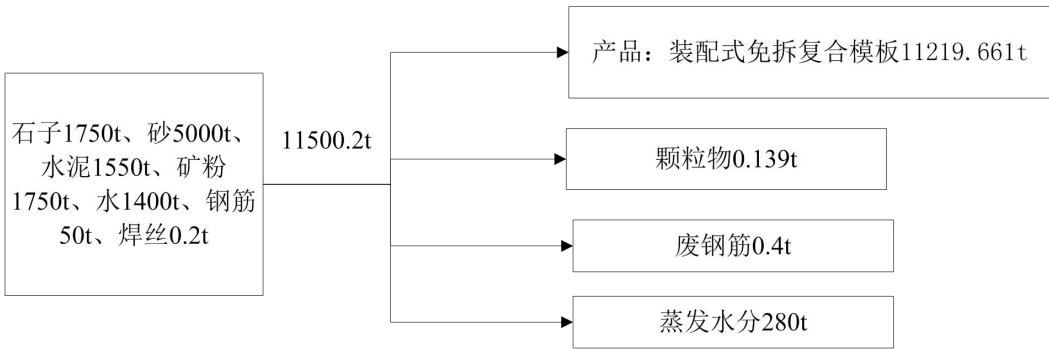 石子1750t、砂5000t、
水泥1550t、矿粉
1750t、水1400t、钢筋
50t、焊丝0.2t
11500.2t
产品：装配式免拆复合模板11219.661t
颗粒物0.139t
废钢筋0.4t
蒸发水分280t